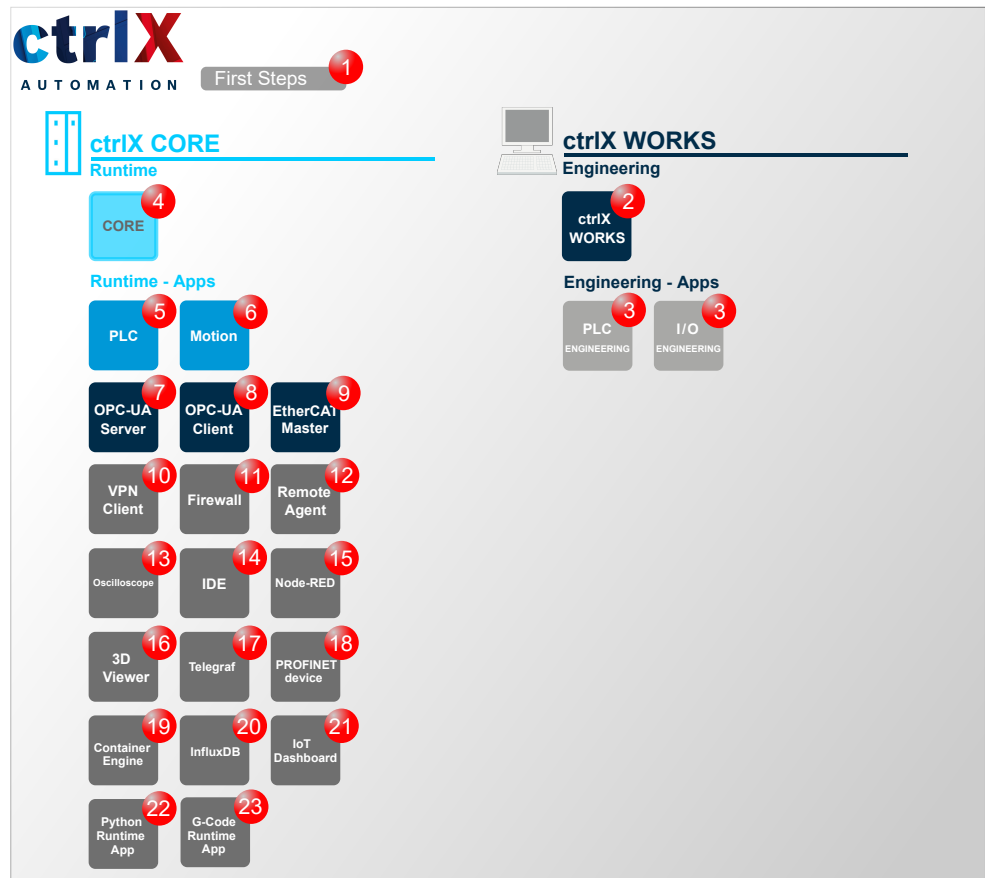 ctrlX
AUTOMATION
First Steps
1
ctrlX CORE
Runtime
4
CORE
Runtime - Apps
5
PLC
6
Motion
7
OPC-UA
Server
8
OPC-UA
Client
9
EtherCAT
Master
10
VPN
Client
11
Firewall
12
Remote
Agent
13
Oscilloscope
14
IDE
15
Node-RED
16
3D
Viewer
17
Telegraf
18
PROFINET
device
19
Container
Engine
20
InfluxDB
21
IoT
Dashboard
22
Python
Runtime
App
23
G-Code
Runtime
App
ctrlX WORKS
Engineering
2
ctrlX
WORKS
Engineering - Apps
3
PLC
ENGINEERING
3
I/O
ENGINEERING